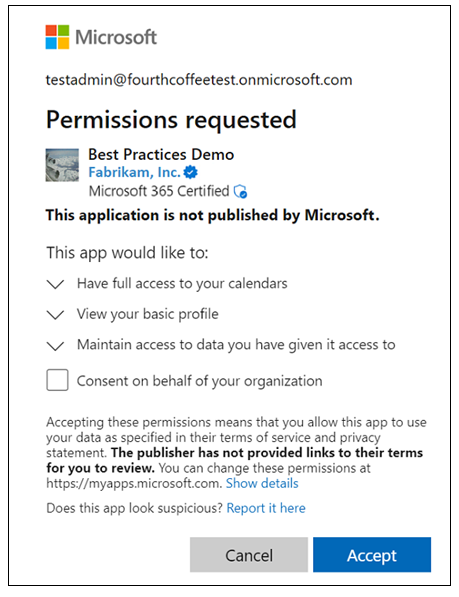 Microsoft
testadmin@fourthcoffeetest.onmicrosoft.com
Permissions requested
Best Practices Demo
Fabrikam, Inc.
Microsoft 365 Certified
This application is not published by Microsoft.
This app would like to:
Have full access to your calendars
View your basic profile
Maintain access to data you have given it access to
Consent on behalf of your organization
Accepting these permissions means that you allow this app to use
your data as specified in their terms of service and privacy
statement. The publisher has not provided links to their terms
for you to review. You can change these permissions at
https://myapps.microsoft.com. Show details
Does this app look suspicious? Report it here
Cancel
Accept